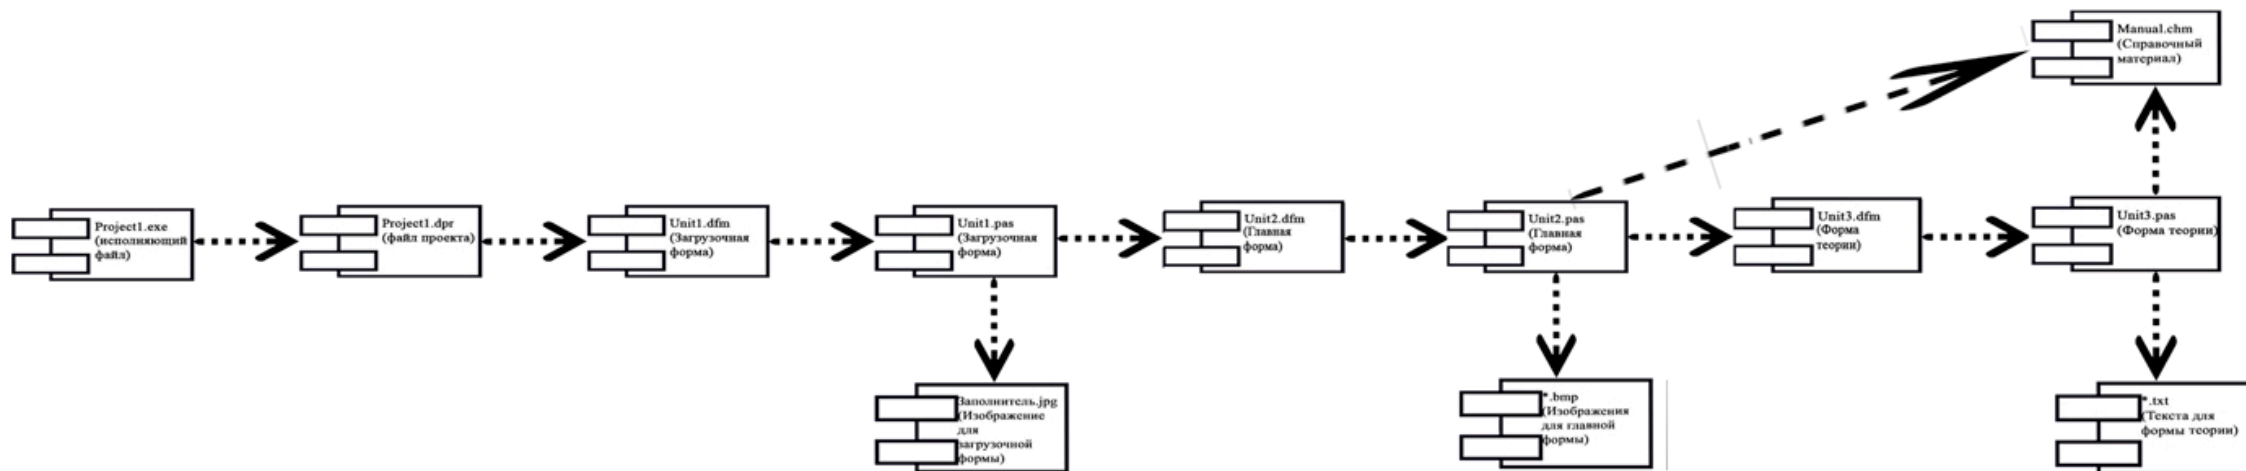 Manual.chm
(Справочный
материал)
Project1.exe
(исполняющий
файл)
Project1.dpr
(файл проекта)
Unit1.dfm
(Загрузочная
форма)
Unit1.pas
(Загрузочная
форма)
Unit2.dfm
(Главная
форма)
Unit2.pas
(Главная
форма)
Unit3.dfm
(Форма
теории)
Unit3.pas
(Форма теории)
Заполнитель.jpg
(Изображение
для
загрузочной
формы)
*.bmp
(Изображения
для главной
формы)
*.txt
(Текста для
формы теории)